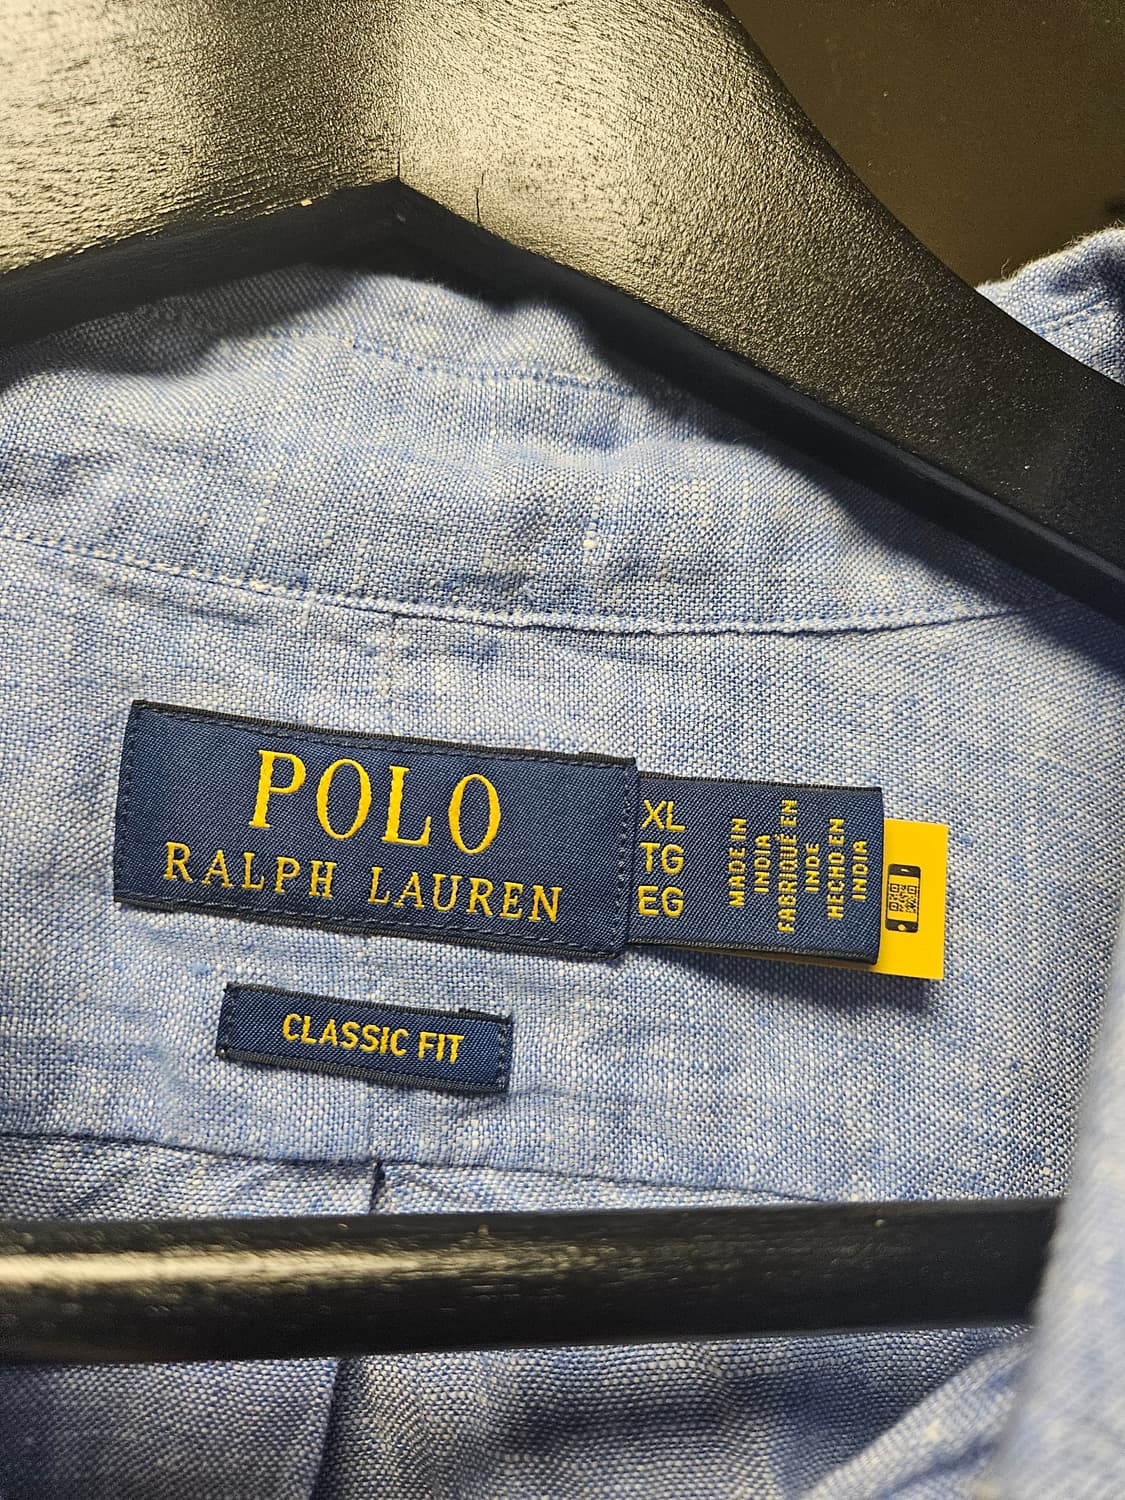 POLO
RALPH LAUREN
XL
TG
EG
MADE IN
INDIA
FABRIQUÉ EN
INDE
HECHO EN
INDIA
CLASSIC FIT